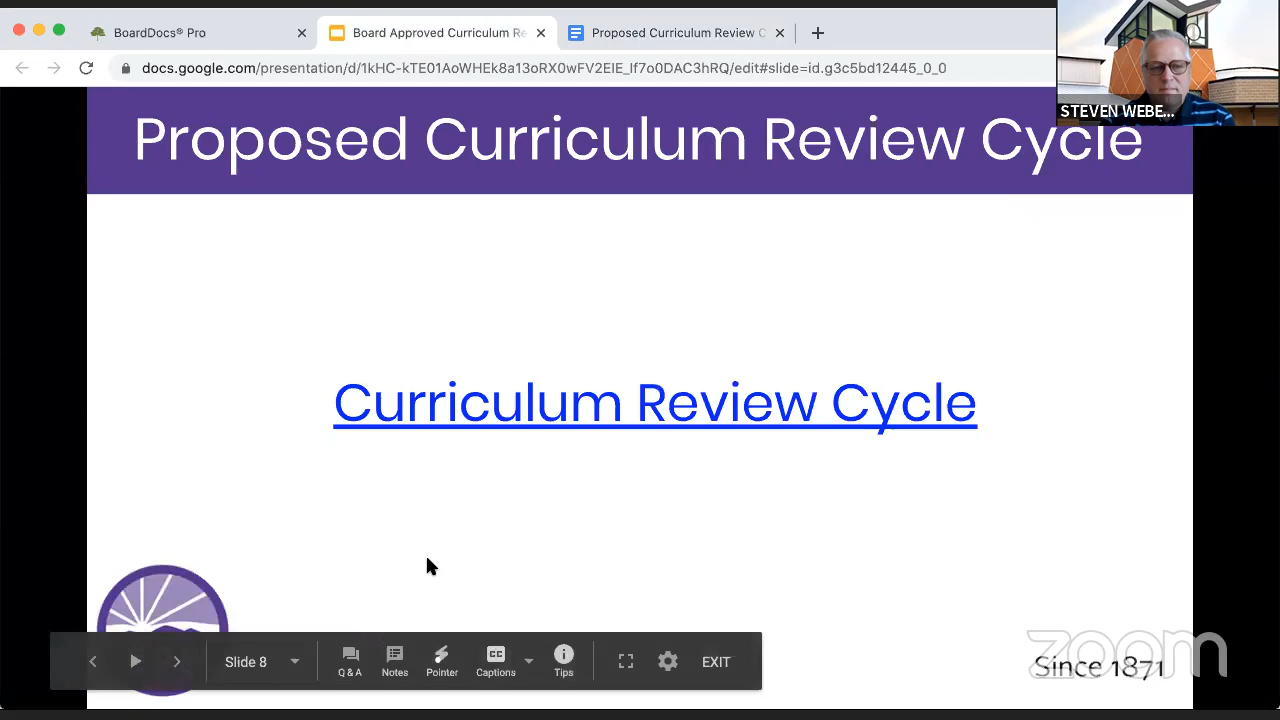 BoardDocs® Pro
Board Approved Curriculum Re
Proposed Curriculum Review C
docs.google.com/presentation/d/1kHC-kTE01AoWHEk8a13oRX0wFV2EIE_lf7o0DAC3hRQ/edit#slide=id.g3c5bd12445_0_0
STEVEN WEBE...
Proposed Curriculum Review Cycle
Curriculum Review Cycle
Slide 8
Q & A
Notes
Pointer
CC
Captions
Tips
EXIT
zoom
Since 1871